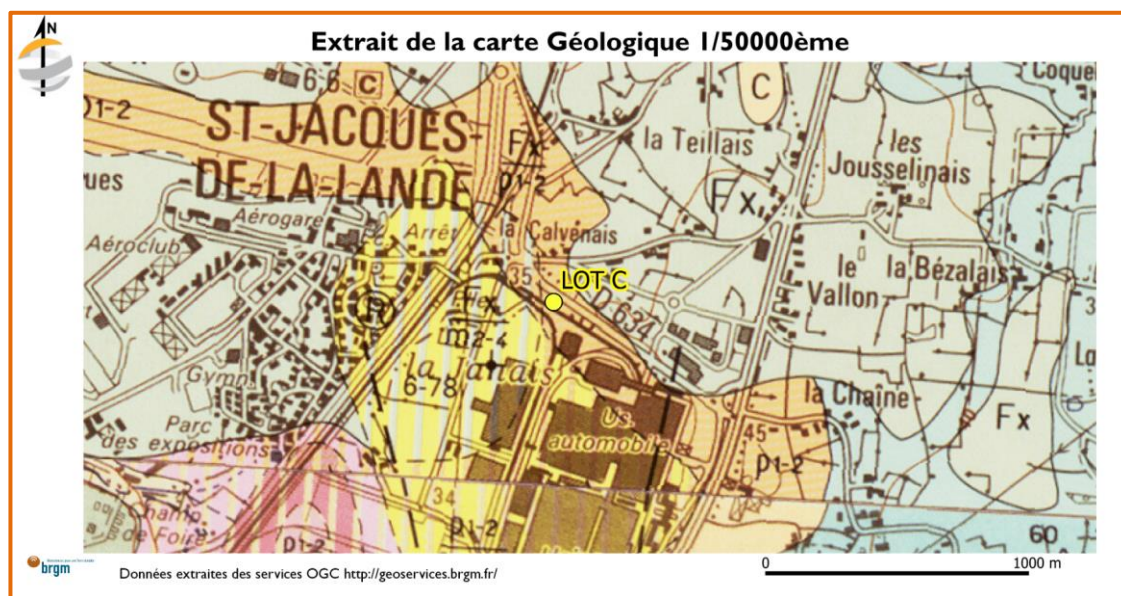 N
Extrait de la carte Géologique 1/50000ème
6,6
C
Coque
p1-2
ST-JACQUES-
DE-LA-LANDE
Fx
p1-2
la Teillais
C
les
Jousselinais
ues
Aérogare
Arrêt
la Calvenais
Fx
Aéroclub
35
LOT C
D 634
le
Vallon
la Bézalais
3
R
Fx
m2-4
la Janais
6-78
Gymn.
Parc
des expositions
Us.
automobile
la Chaîne
Fx
45
p1-2
34
p1-2
Champ
de Foire
p1-2
60
brgm
Données extraites des services OGC http://geoservices.brgm.fr/
0
1000 m